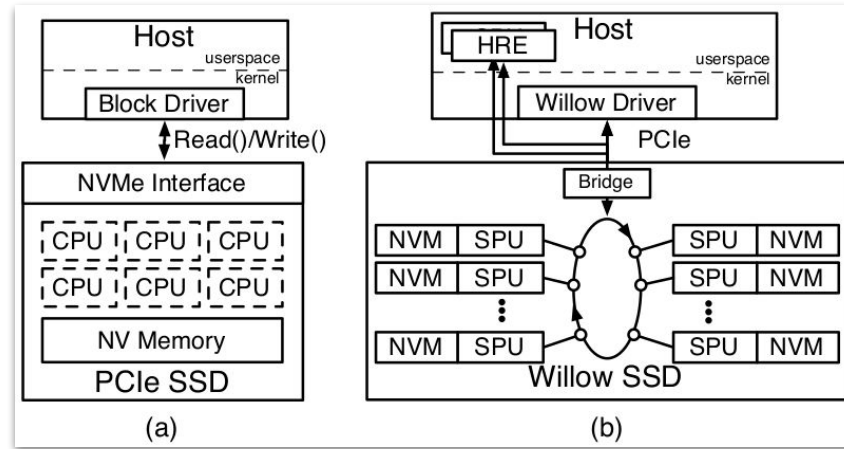 Host
userspace
kernel
Block Driver
Read()/Write()
NVMe Interface
CPU CPU CPU
CPU CPU CPU
NV Memory
PCIe SSD
(a)
HRE
Host
userspace
kernel
Willow Driver
PCIe
Bridge
NVM SPU SPU NVM
NVM SPU SPU NVM
NVM SPU SPU NVM
Willow SSD
(b)